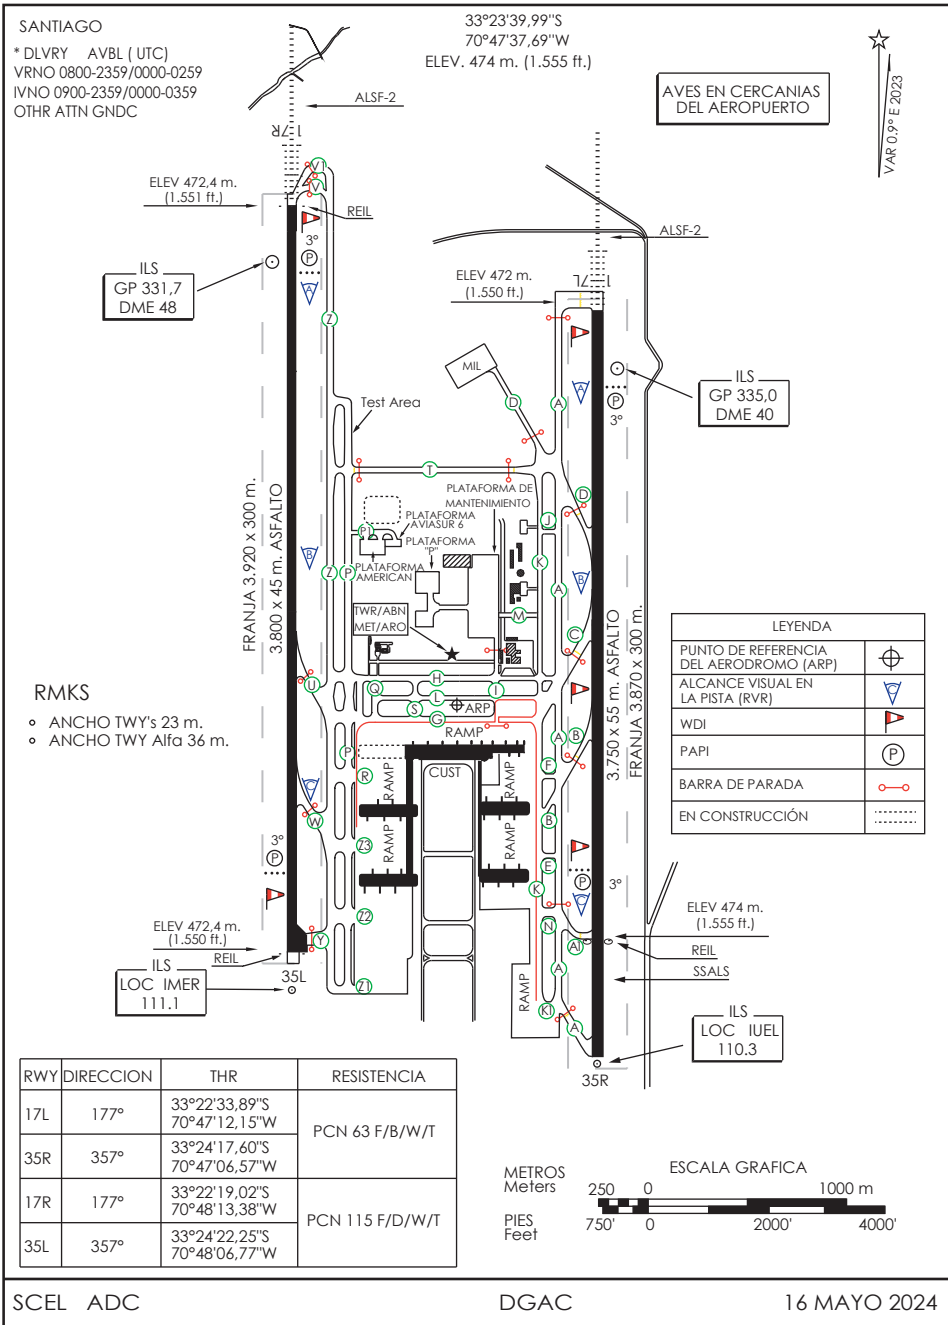 SANTIAGO
* DLVRY AVBL ( UTC)
VRNO 0800-2359/0000-0259
IVNO 0900-2359/0000-0359
OTHR ATTN GNDC
33°23'39,99"S
70°47'37,69"W
ELEV. 474 m. (1.555 ft.)
AVES EN CERCANIAS
DEL AEROPUERTO
VAR 0.9° E 2023
ALSF-2
17R
V1
V
ELEV 472,4 m.
(1.551 ft.)
REIL
3°
P
A
ILS
GP 331,7
DME 48
Z
ALSF-2
17L
ELEV 472 m.
(1.550 ft.)
A
P
3°
ILS
GP 335,0
DME 40
MIL
D
A
Test Area
T
D
PLATAFORMA DE
MANTENIMIENTO
PLATAFORMA
AVIASUR 6
P1
J
PLATAFORMA
"P"
PLATAFORMA
AMERICAN
K
B
Z
P
A
B
FRANJA 3.920 x 300 m.
3.800 x 45 m. ASFALTO
TWR/ABN
MET/ARO
M
C
3.750 x 55 m. ASFALTO
FRANJA 3.870 x 300 m.
LEYENDA
PUNTO DE REFERENCIA
DEL AERODROMO (ARP)
ALCANCE VISUAL EN
LA PISTA (RVR)
C
WDI
PAPI
P
BARRA DE PARADA
EN CONSTRUCCIÓN
RMKS
ANCHO TWY's 23 m.
ANCHO TWY Alfa 36 m.
U
Q
H
I
L
S
ARP
G
RAMP
A
B
P
R
RAMP
CUST
RAMP
F
C
W
B
Z3
RAMP
RAMP
E
3°
P
P
3°
K
C
Z2
N
ELEV 472,4 m.
(1.550 ft.)
REIL
Y
A1
ELEV 474 m.
(1.555 ft.)
REIL
SSALS
35L
Z1
A
RAMP
K1
A
ILS
LOC IMER
111.1
ILS
LOC IUEL
110.3
35R
RWY DIRECCION THR RESISTENCIA
17L 177° 33°22'33,89"S
70°47'12,15"W
PCN 63 F/B/W/T
35R 357° 33°24'17,60"S
70°47'06,57"W
17R 177° 33°22'19,02"S
70°48'13,38"W
PCN 115 F/D/W/T
35L 357° 33°24'22,25"S
70°48'06,77"W
METROS
Meters
ESCALA GRAFICA
250 0 1000 m
PIES
Feet
750' 0 2000' 4000'
SCEL ADC DGAC 16 MAYO 2024